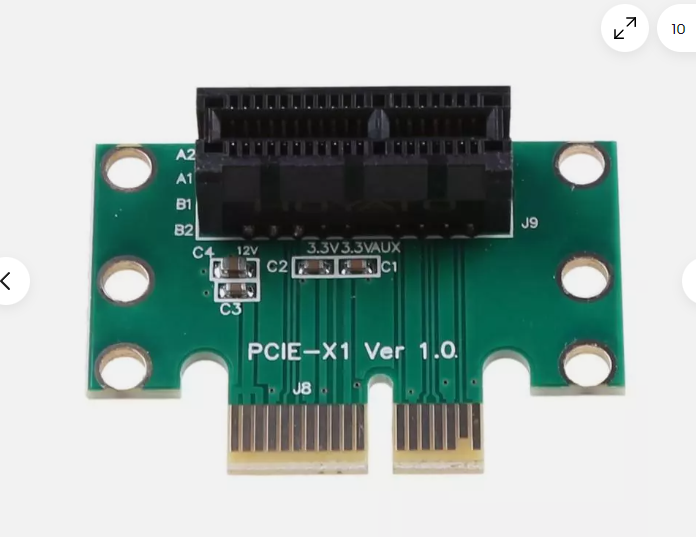 10
A2
A1
B1
B2
J9
C4 12V 3.3V 3.3VAUX
C2 C1
C3
PCIE-X1 Ver 1.0.
J8